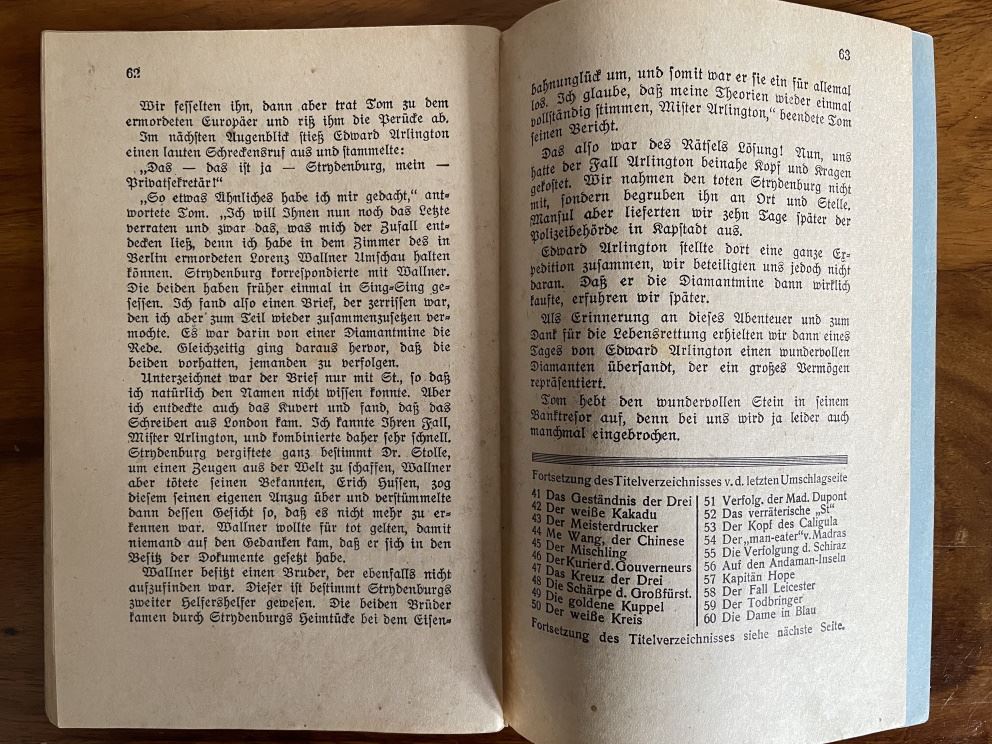 62
Wir fesselten ihn, dann aber trat Tom zu dem
ermordeten Europäer und riß ihm die Perücke ab.
Im nächsten Augenblick stieß Edward Arlington
einen lauten Schreckensruf aus und stammelte:
„Das — das ist ja — Strydenburg, mein —
Privatsekretär!“
„So etwas Ähnliches habe ich mir gedacht,“ ant-
wortete Tom. „Ich will Ihnen nun noch das Letzte
verraten und zwar das, was mich der Zufall ent-
decken ließ, denn ich habe in dem Zimmer des in
Berlin ermordeten Lorenz Wallner Umschau halten
können. Strydenburg korrespondierte mit Wallner.
Die beiden haben früher einmal in Sing-Sing ge-
sessen. Ich fand also einen Brief, der zerrissen war,
den ich aber zum Teil wieder zusammenzusetzen ver-
mochte. Es war darin von einer Diamantmine die
Rede. Gleichzeitig ging daraus hervor, daß die
beiden vorhatten, jemanden zu verfolgen.
Unterzeichnet war der Brief nur mit St., so daß
ich natürlich den Namen nicht wissen konnte. Aber
ich entdeckte auch das Kuvert und fand, daß das
Schreiben aus London kam. Ich kannte Ihren Fall,
Mister Arlington, und kombinierte daher sehr schnell.
Strydenburg vergiftete ganz bestimmt Dr. Stolle,
um einen Zeugen aus der Welt zu schaffen, Wallner
aber tötete seinen Bekannten, Erich Hussen, zog
diesem seinen eigenen Anzug über und verstümmelte
dann dessen Gesicht so, daß es nicht mehr zu er-
kennen war. Wallner wollte für tot gelten, damit
niemand auf den Gedanken kam, daß er sich in den
Besitz der Dokumente gesetzt habe.
Wallner besitzt einen Bruder, der ebenfalls nicht
aufzufinden war. Dieser ist bestimmt Strydenburgs
zweiter Helfershelfer gewesen. Die beiden Brüder
kamen durch Strydenburgs Heimtücke bei dem Eisen-
63
bahnunglück um, und somit war er sie ein für allemal
los. Ich glaube, daß meine Theorien wieder einmal
vollständig stimmen, Mister Arlington,“ beendete Tom
seinen Bericht.
Das also war des Rätsels Lösung! Nun, uns
hatte der Fall Arlington beinahe Kopf und Kragen
gekostet. Wir nahmen den toten Strydenburg nicht
mit, sondern begruben ihn an Ort und Stelle.
Mansul aber lieferten wir zehn Tage später der
Polizeibehörde in Kapstadt aus.
Edward Arlington stellte dort eine ganze Ex-
pedition zusammen, wir beteiligten uns jedoch nicht
daran. Daß er die Diamantmine dann wirklich
kaufte, erfuhren wir später.
Als Erinnerung an dieses Abenteuer und zum
Dank für die Lebensrettung erhielten wir dann eines
Tages von Edward Arlington einen wundervollen
Diamanten übersandt, der ein großes Vermögen
repräsentiert.
Tom hebt den wundervollen Stein in seinem
Banktresor auf, denn bei uns wird ja leider auch
manchmal eingebrochen.
Fortsetzung des Titelverzeichnisses v. d. letzten Umschlagseite
41 Das Geständnis der Drei
42 Der weiße Kakadu
43 Der Meisterdrucker
44 Me Wang, der Chinese
45 Der Mischling
46 Der Kurier d. Gouverneurs
47 Das Kreuz der Drei
48 Die Schärpe d. Großfürst.
49 Die goldene Kuppel
50 Der weiße Kreis
51 Verfolg. der Mad. Dupont
52 Das verräterische „St“
53 Der Kopf des Caligula
54 Der „man-eater“ v. Madras
55 Die Verfolgung d. Schiraz
56 Auf den Andaman-Inseln
57 Kapitän Hope
58 Der Fall Leicester
59 Der Todbringer
60 Die Dame in Blau
Fortsetzung des Titelverzeichnisses siehe nächste Seite.